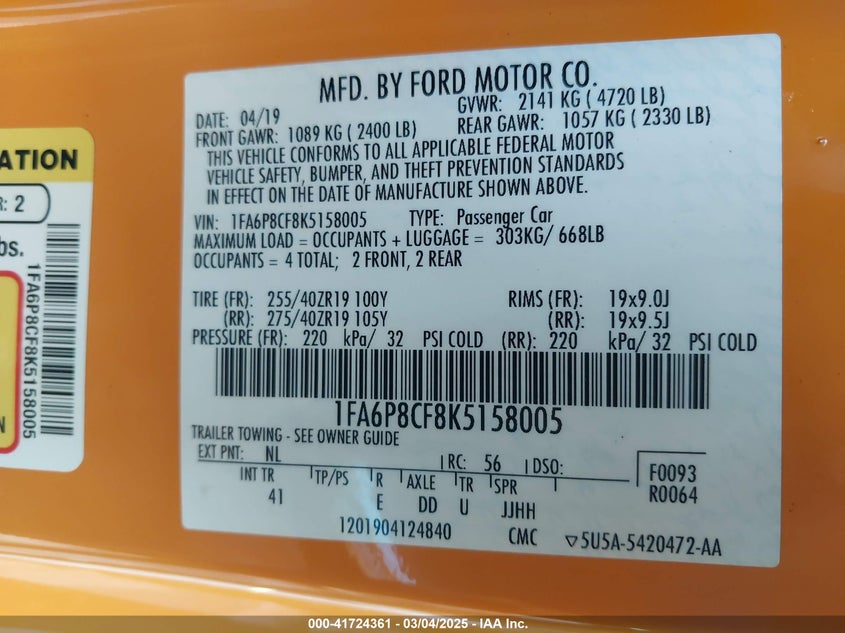 MFD. BY FORD MOTOR CO.
DATE: 04/19 GVWR: 2141 KG ( 4720 LB)
FRONT GAWR: 1089 KG ( 2400 LB) REAR GAWR: 1057 KG ( 2330 LB)
THIS VEHICLE CONFORMS TO ALL APPLICABLE FEDERAL MOTOR
VEHICLE SAFETY, BUMPER, AND THEFT PREVENTION STANDARDS
IN EFFECT ON THE DATE OF MANUFACTURE SHOWN ABOVE.
VIN: 1FA6P8CF8K5158005 TYPE: Passenger Car
MAXIMUM LOAD = OCCUPANTS + LUGGAGE = 303KG/ 668LB
OCCUPANTS = 4 TOTAL; 2 FRONT, 2 REAR
TIRE (FR): 255/40ZR19 100Y RIMS (FR): 19x9.0J
(RR): 275/40ZR19 105Y (RR): 19x9.5J
PRESSURE (FR): 220 kPa/ 32 PSI COLD (RR): 220 kPa/ 32 PSI COLD
1FA6P8CF8K5158005
TRAILER TOWING - SEE OWNER GUIDE
EXT PNT: NL RC: 56 DSO: F0093
R0064
INT TR TP/PS R AXLE TR SPR
41 E DD U JJHH
1201904124840 CMC ▽5U5A-5420472-AA
ATION
R: 2
bs.
1FA6P8CF8K5158005
N
000-41724361 - 03/04/2025 - IAA Inc.